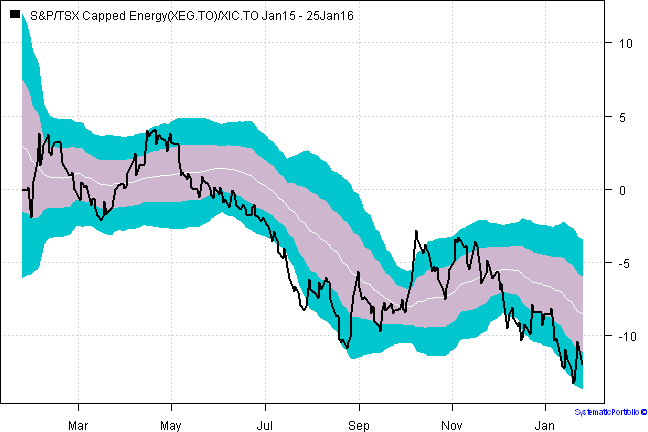 S&P/TSX Capped Energy(XEG.TO)/XIC.TO Jan15 - 25Jan16
10
5
0
-5
-10
Mar May Jul Sep Nov Jan
SystematicPortfolio ©